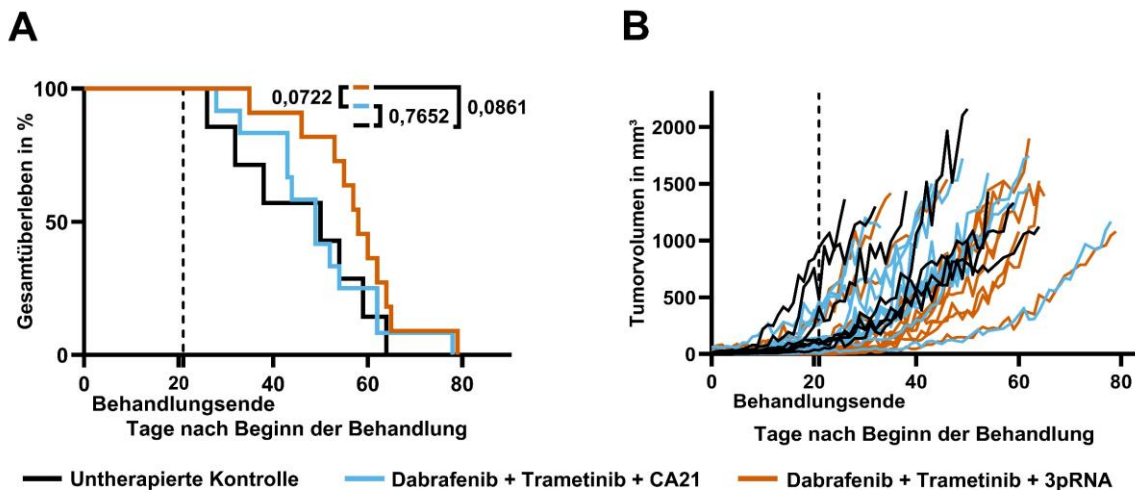 A
Gesamtüberleben in %
100
50
0
0,0722
0,7652
0,0861
0 20 40 60 80
Behandlungsende
Tage nach Beginn der Behandlung
B
Tumorvolumen in mm³
2000
1500
1000
500
0
0 20 40 60 80
Behandlungsende
Tage nach Beginn der Behandlung
Untherapierte Kontrolle Dabrafenib + Trametinib + CA21 Dabrafenib + Trametinib + 3pRNA